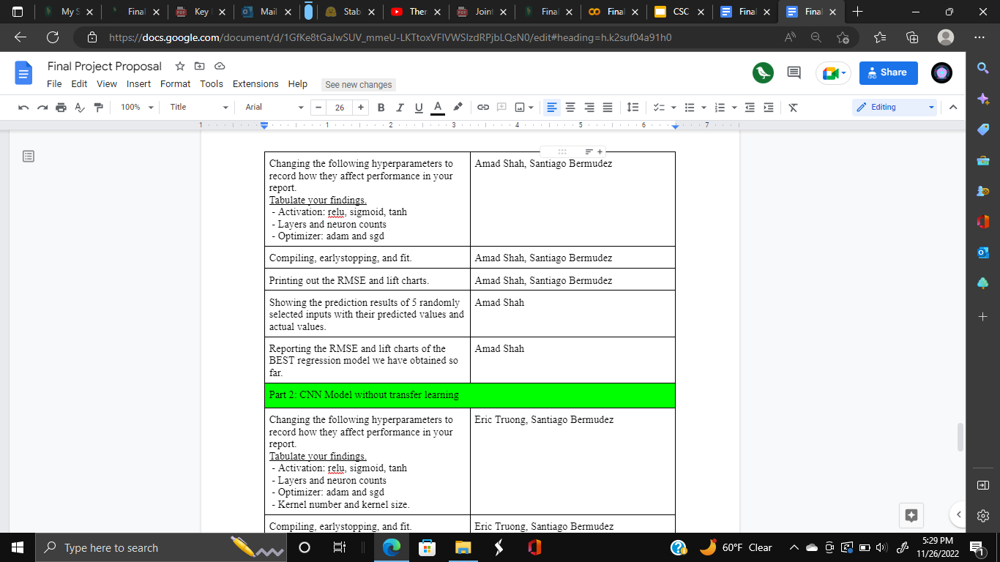 My S
Final
Key
Mail
Stab
Ther
Joint
Final
Final
CSC
Final
Final
https://docs.google.com/document/d/1GfKe8tGaJwSUV_mmeU-LKTtoxVFlVWSIzdRPjbLQsN0/edit#heading=h.k2suf04a91h0
Final Project Proposal
File Edit View Insert Format Tools Extensions Help See new changes
Share
100% Title Arial 26 B I U A Editing
1 1 2 3 4 5 6 7
Changing the following hyperparameters to
record how they affect performance in your
report.
Tabulate your findings.
- Activation: relu, sigmoid, tanh
- Layers and neuron counts
- Optimizer: adam and sgd
Amad Shah, Santiago Bermudez
Compiling, earlystopping, and fit.
Amad Shah, Santiago Bermudez
Printing out the RMSE and lift charts.
Amad Shah, Santiago Bermudez
Showing the prediction results of 5 randomly
selected inputs with their predicted values and
actual values.
Amad Shah
Reporting the RMSE and lift charts of the
BEST regression model we have obtained so
far.
Amad Shah
Part 2: CNN Model without transfer learning
Changing the following hyperparameters to
record how they affect performance in your
report.
Tabulate your findings.
- Activation: relu, sigmoid, tanh
- Layers and neuron counts
- Optimizer: adam and sgd
- Kernel number and kernel size.
Eric Truong, Santiago Bermudez
Compiling, earlystopping, and fit.
Eric Truong, Santiago Bermudez
Type here to search
60°F Clear
5:29 PM
11/26/2022
1